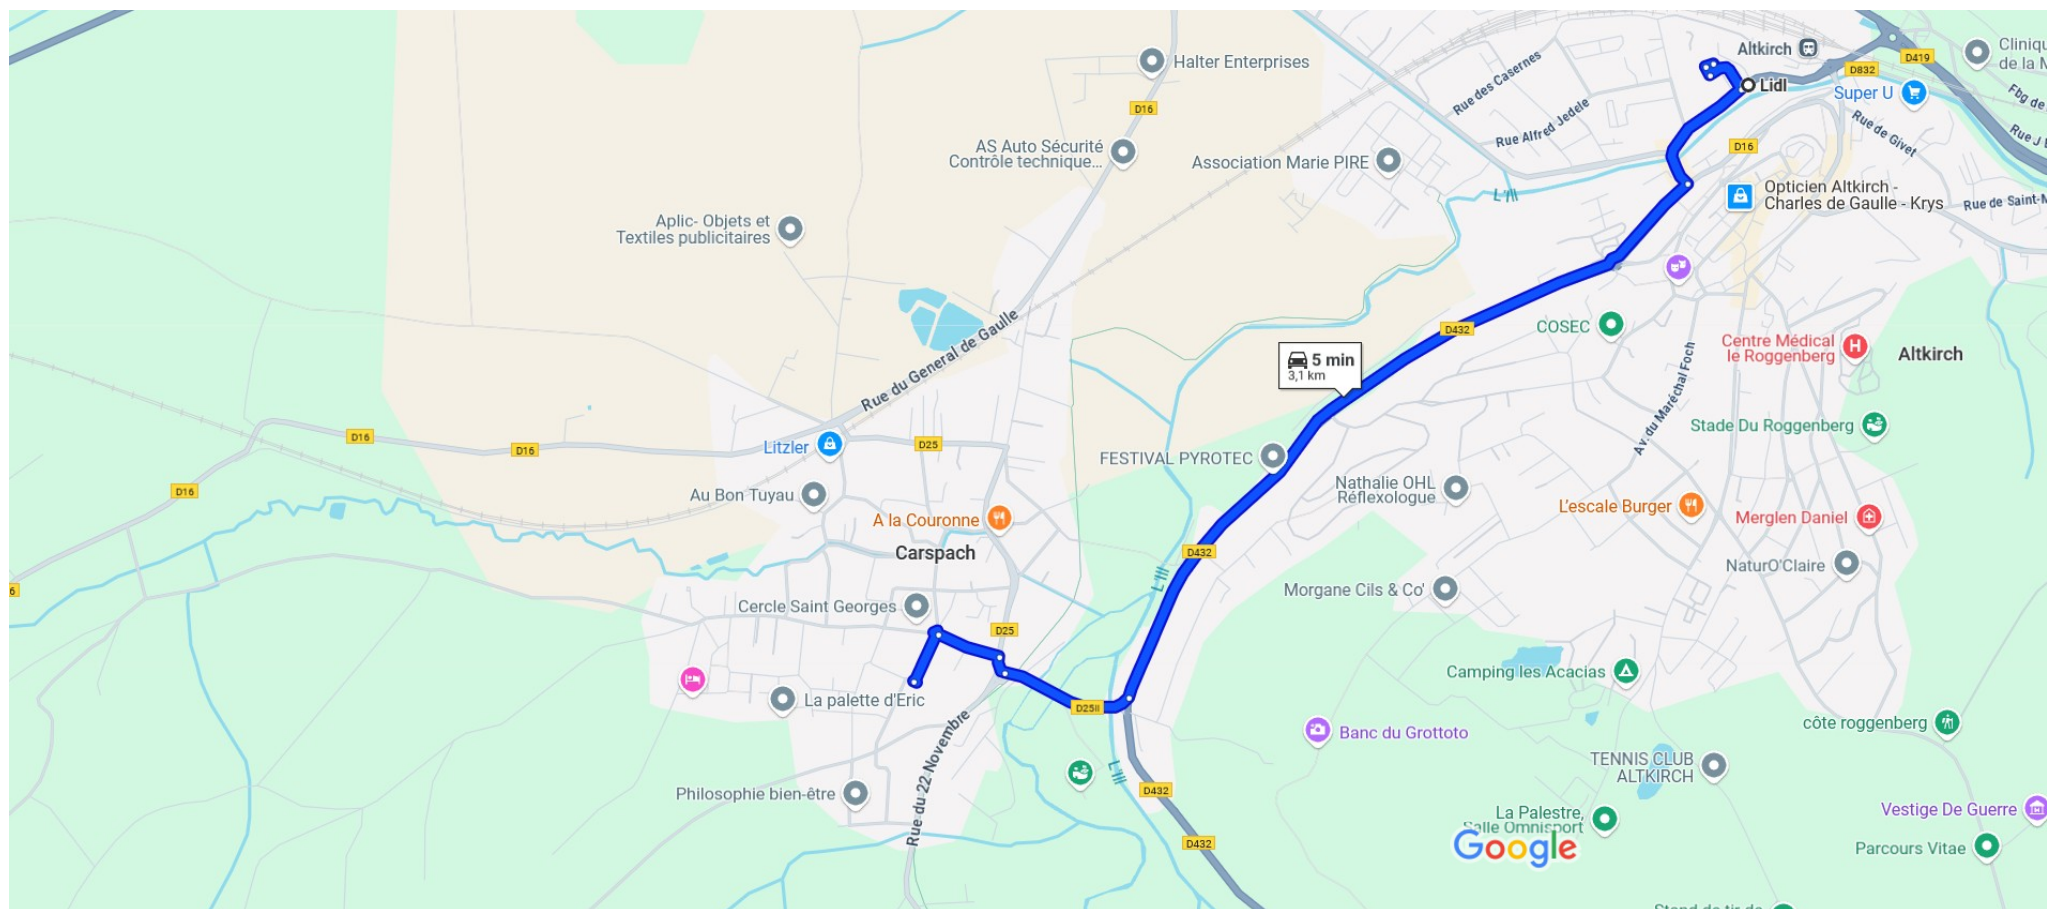 Halter Enterprises
Altkirch
D419
D832
Lidl
Super U
D16
Rue des Casernes
Rue Alfred Jedele
Rue de Givet
AS Auto Sécurité
Contrôle technique...
D16
Association Marie PIRE
L'Ill
Opticien Altkirch -
Charles de Gaulle - Krys
Aplic- Objets et
Textiles publicitaires
Rue du General de Gaulle
D432
COSEC
5 min
3,1 km
Av. du Maréchal Foch
Centre Médical
le Roggenberg
Altkirch
Stade Du Roggenberg
D16
D16
Litzler
D25
FESTIVAL PYROTEC
Nathalie OHL
Réflexologue
D16
Au Bon Tuyau
A la Couronne
L'escale Burger
Merglen Daniel
Carspach
D432
NaturO'Claire
L'Ill
Morgane Cils & Co'
Cercle Saint Georges
D25
Camping les Acacias
La palette d'Eric
D25II
Banc du Grottoto
côte roggenberg
Rue du 22 Novembre
L'Ill
TENNIS CLUB
ALTKIRCH
Philosophie bien-être
D432
La Palestre,
Salle Omnisport
Vestige De Guerre
D432
Google
Parcours Vitae